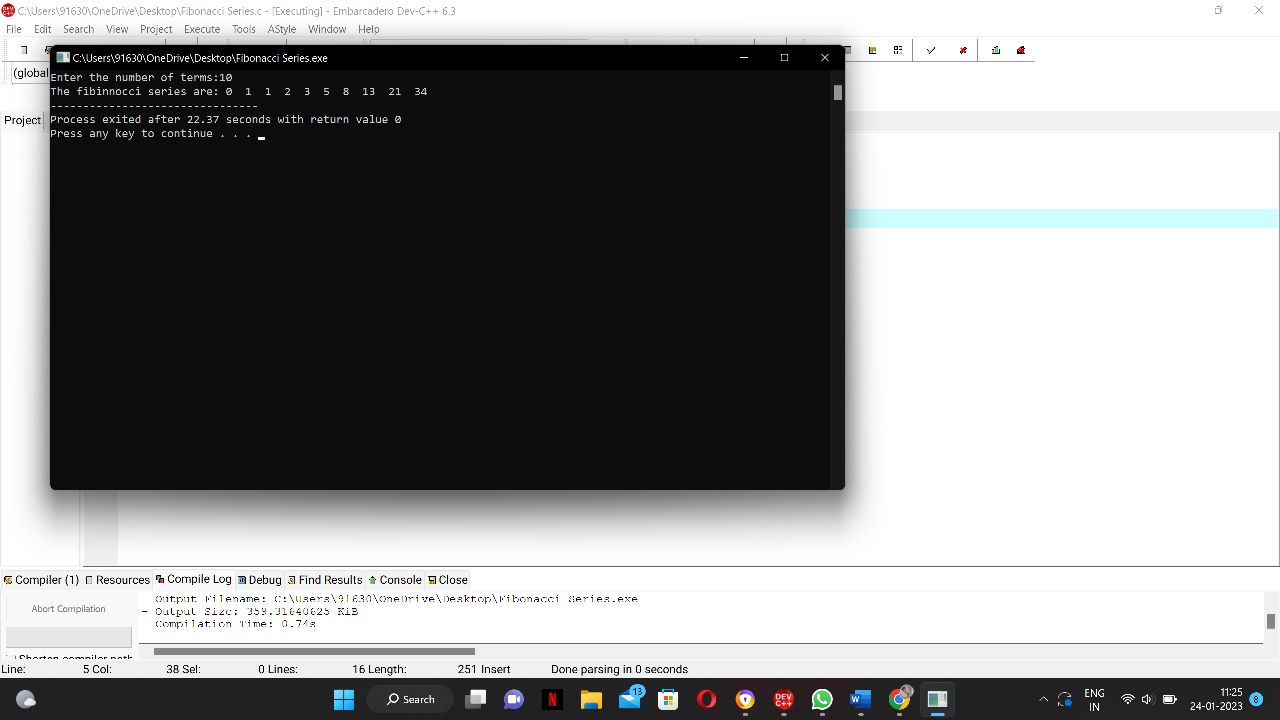 C:\Users\91630\OneDrive\Desktop\Fibonacci Series.c - [Executing] - Embarcadero Dev-C++ 6.3
File Edit Search View Project Execute Tools AStyle Window Help
(global
C:\Users\91630\OneDrive\Desktop\Fibonacci Series.exe
Enter the number of terms:10
The fibinnocci series are: 0 1 1 2 3 5 8 13 21 34
--------------------------------
Process exited after 22.37 seconds with return value 0
Press any key to continue . . .
Project
Compiler (1) Resources Compile Log Debug Find Results Console Close
Abort Compilation
Shorten compiler path
- Output Filename: C:\Users\91630\OneDrive\Desktop\Fibonacci Series.exe
- Output Size: 359.31640625 KiB
- Compilation Time: 0.74s
Line: 5 Col: 38 Sel: 0 Lines: 16 Length: 251 Insert Done parsing in 0 seconds
Search
13
DEV C++
W
ENG
IN
11:25
24-01-2023
8